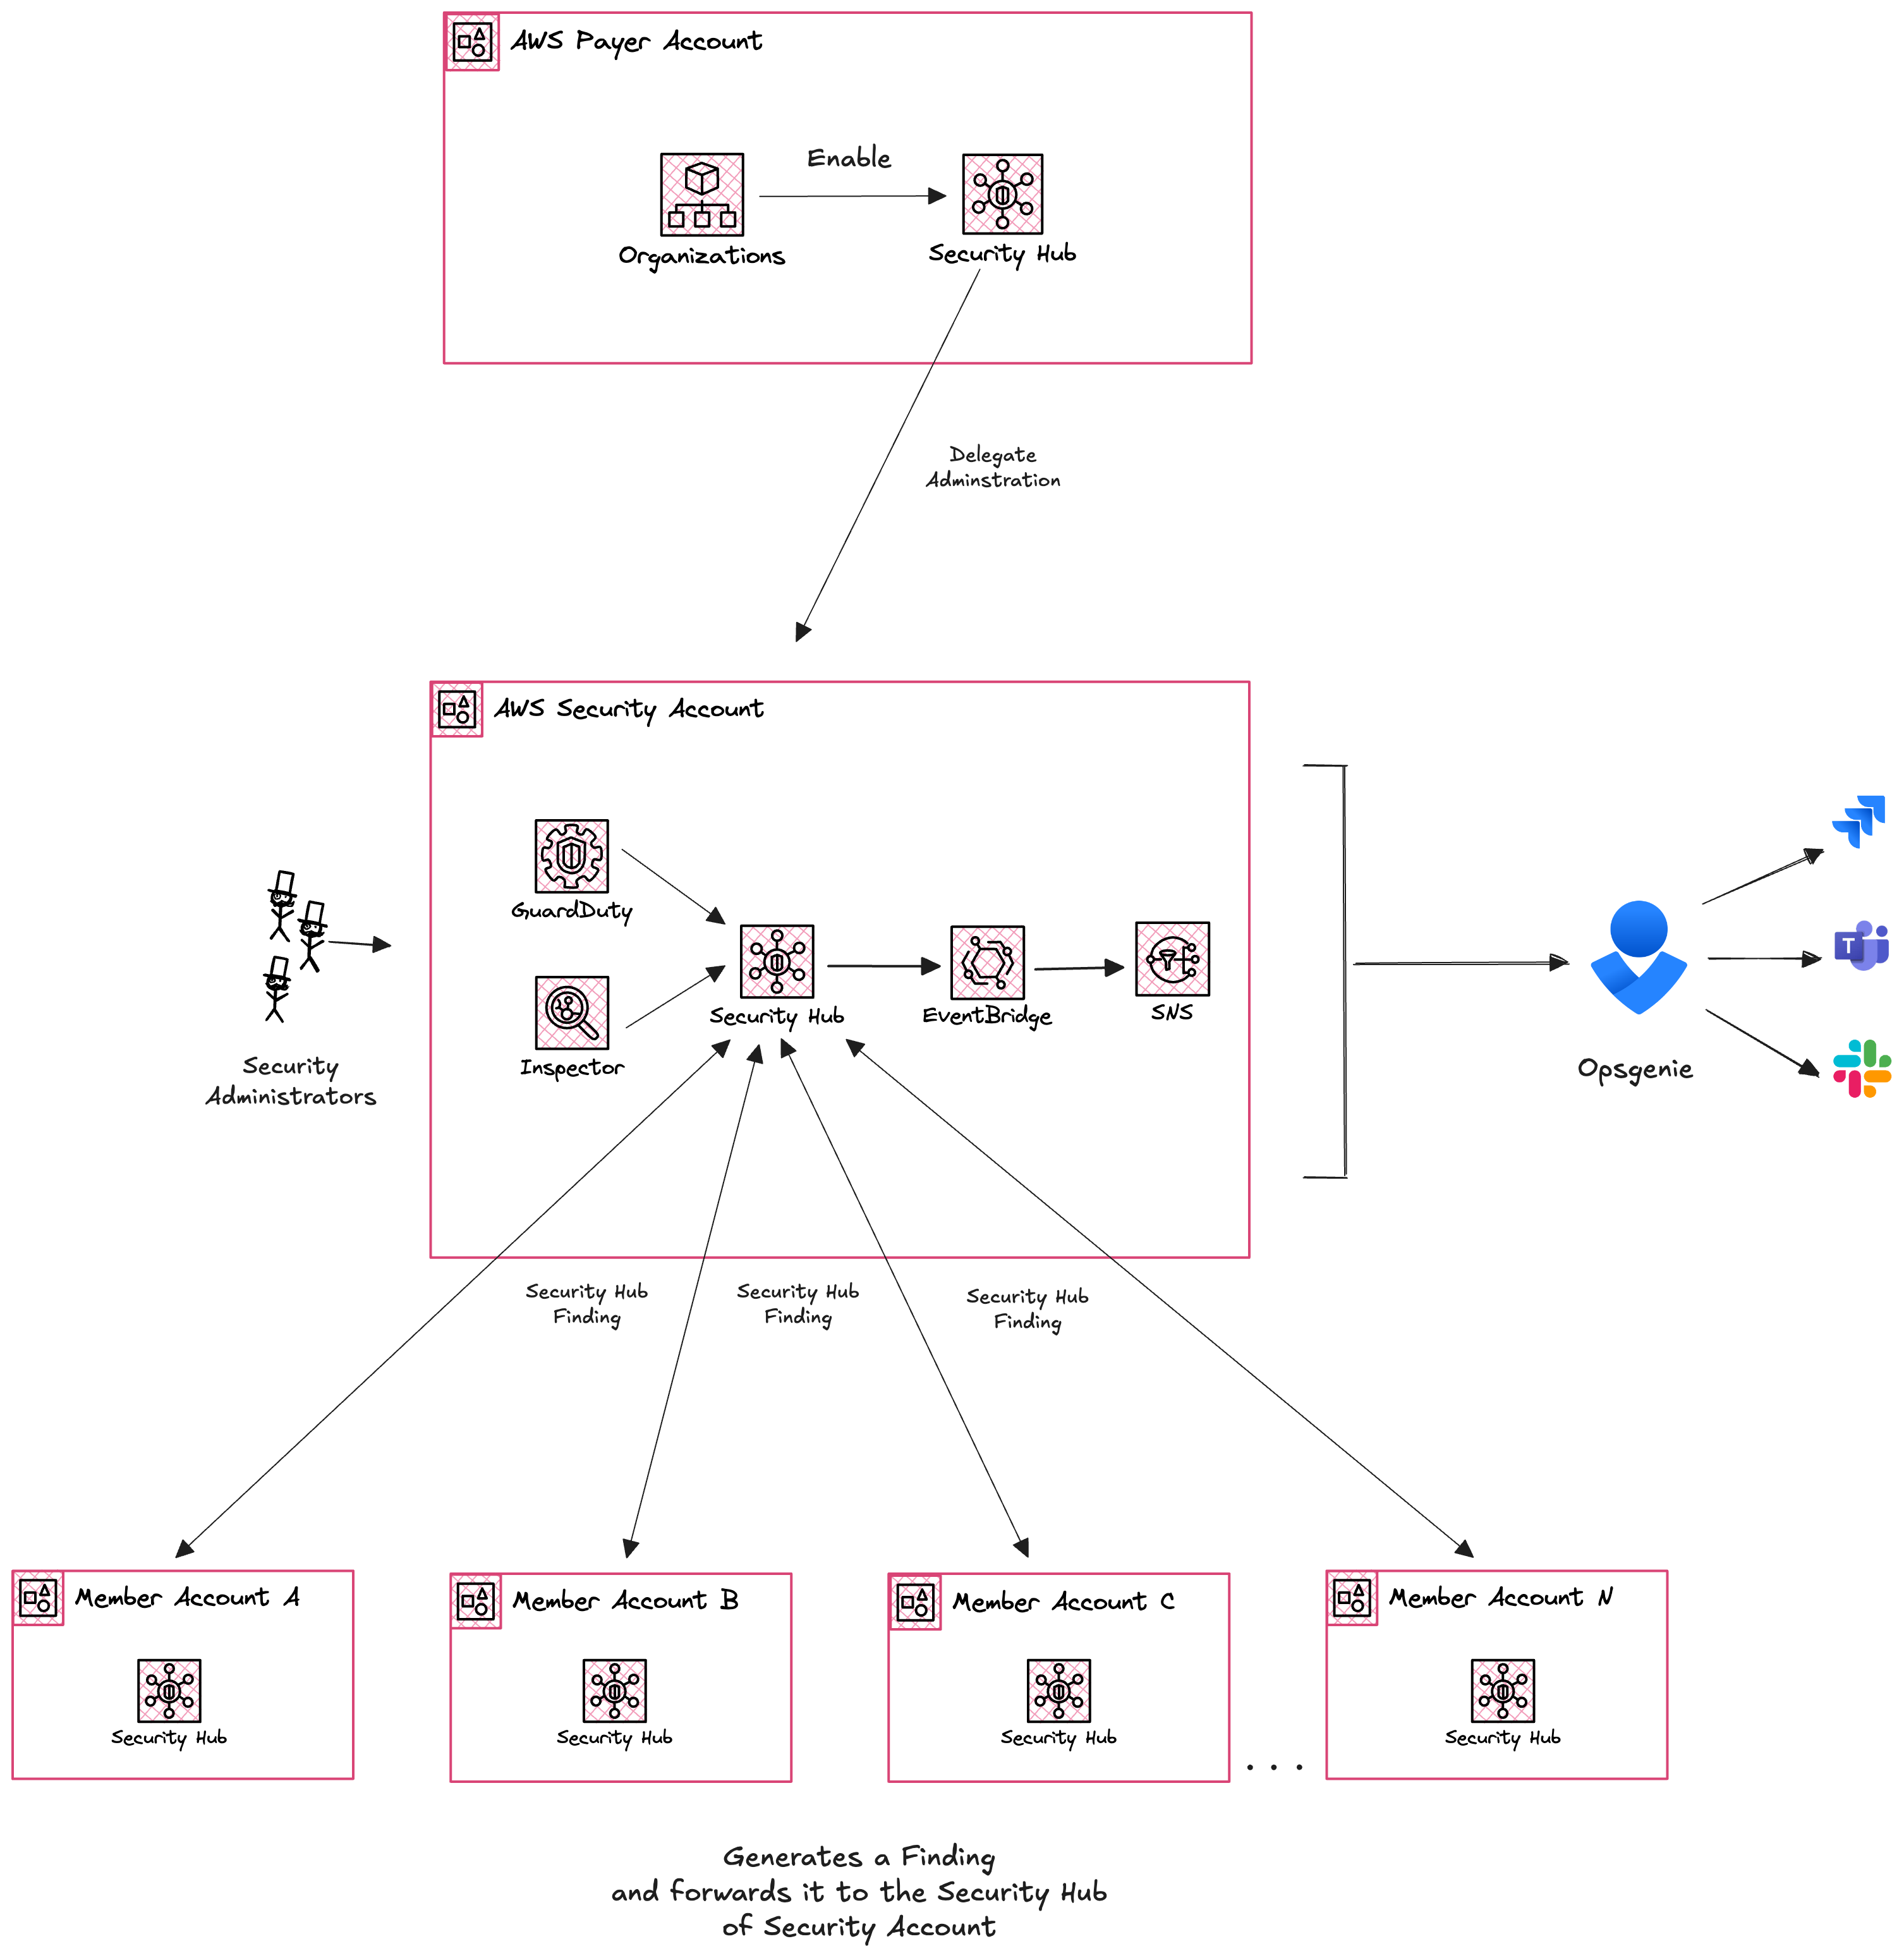 AWS Payer Account
Enable
Organizations
Security Hub
Delegate
Adminstration
AWS Security Account
GuardDuty
Inspector
Security Hub
EventBridge
SNS
Security
Administrators
Opsgenie
T
Security Hub
Finding
Security Hub
Finding
Security Hub
Finding
Member Account A
Security Hub
Member Account B
Security Hub
Member Account C
Security Hub
. . .
Member Account N
Security Hub
Generates a Finding
and forwards it to the Security Hub
of Security Account